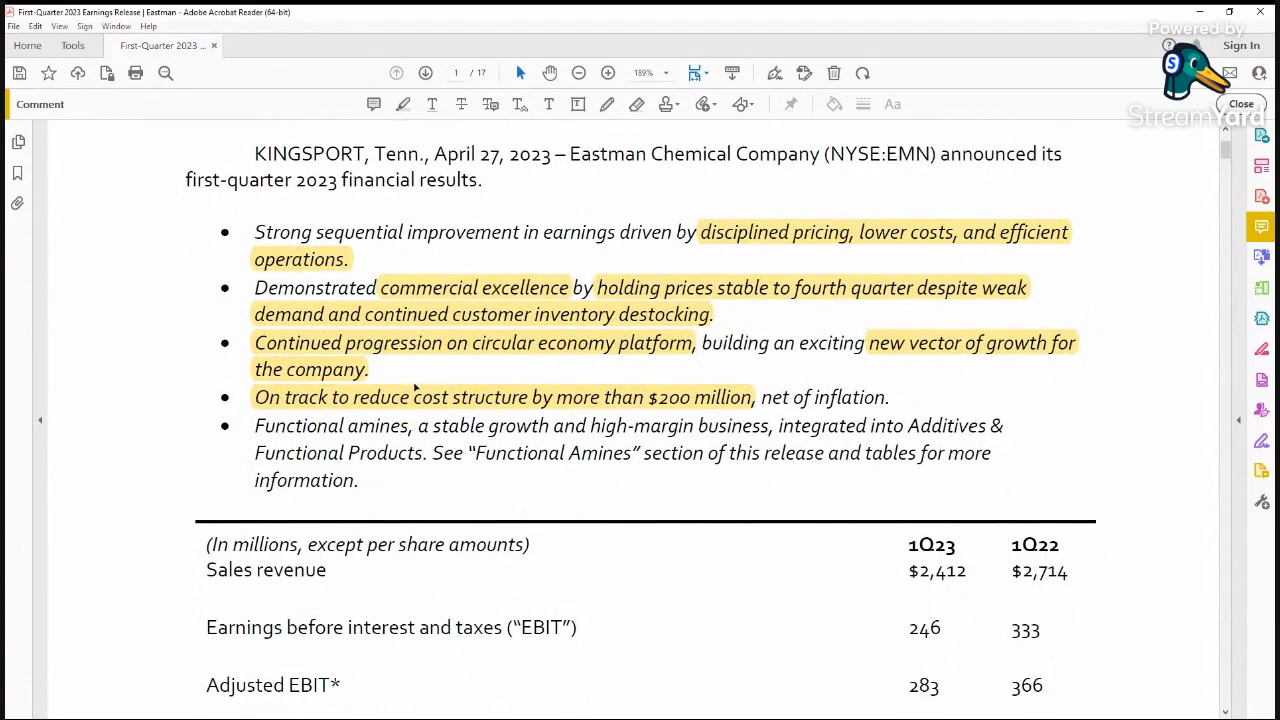 First-Quarter 2023 Earnings Release | Eastman - Adobe Acrobat Reader (64-bit)
File Edit View Sign Window Help
Powered by
Home Tools First-Quarter 2023 ... × Sign In
1 17 189%
Comment Close
StreamYard
KINGSPORT, Tenn., April 27, 2023 – Eastman Chemical Company (NYSE:EMN) announced its
first-quarter 2023 financial results.
• Strong sequential improvement in earnings driven by disciplined pricing, lower costs, and efficient
operations.
• Demonstrated commercial excellence by holding prices stable to fourth quarter despite weak
demand and continued customer inventory destocking.
• Continued progression on circular economy platform, building an exciting new vector of growth for
the company.
• On track to reduce cost structure by more than $200 million, net of inflation.
• Functional amines, a stable growth and high-margin business, integrated into Additives &
Functional Products. See “Functional Amines” section of this release and tables for more
information.
(In millions, except per share amounts) 1Q23 1Q22
Sales revenue $2,412 $2,714
Earnings before interest and taxes (“EBIT”) 246 333
Adjusted EBIT* 283 366